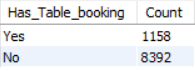 Has_Table_booking Count
Yes 1158
No 8392